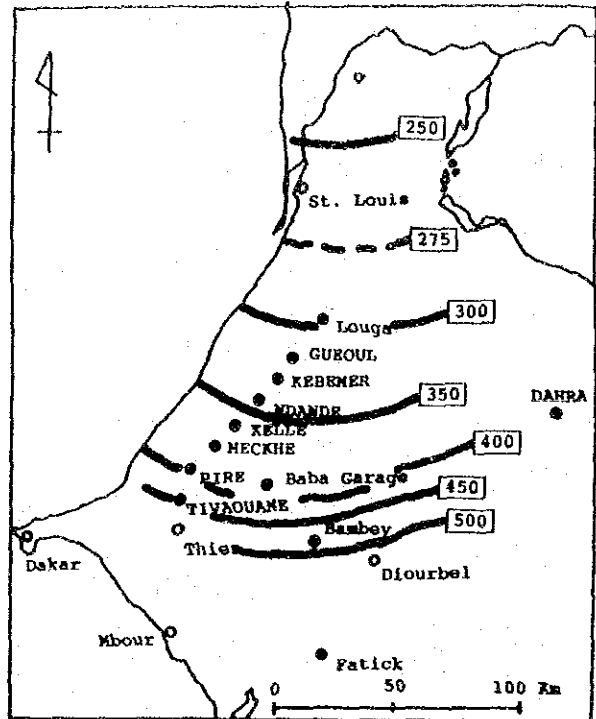 250
St. Louis
275
300
Louga
GUEOUL
KEBEMER
350
DAHRA
NDANDE
KELLE
MECKHE
400
PIRE
Baba Garage
450
TIVAOUANE
500
Bambey
Thies
Dakar
Diourbel
Mbour
Fatick
0 50 100 Km